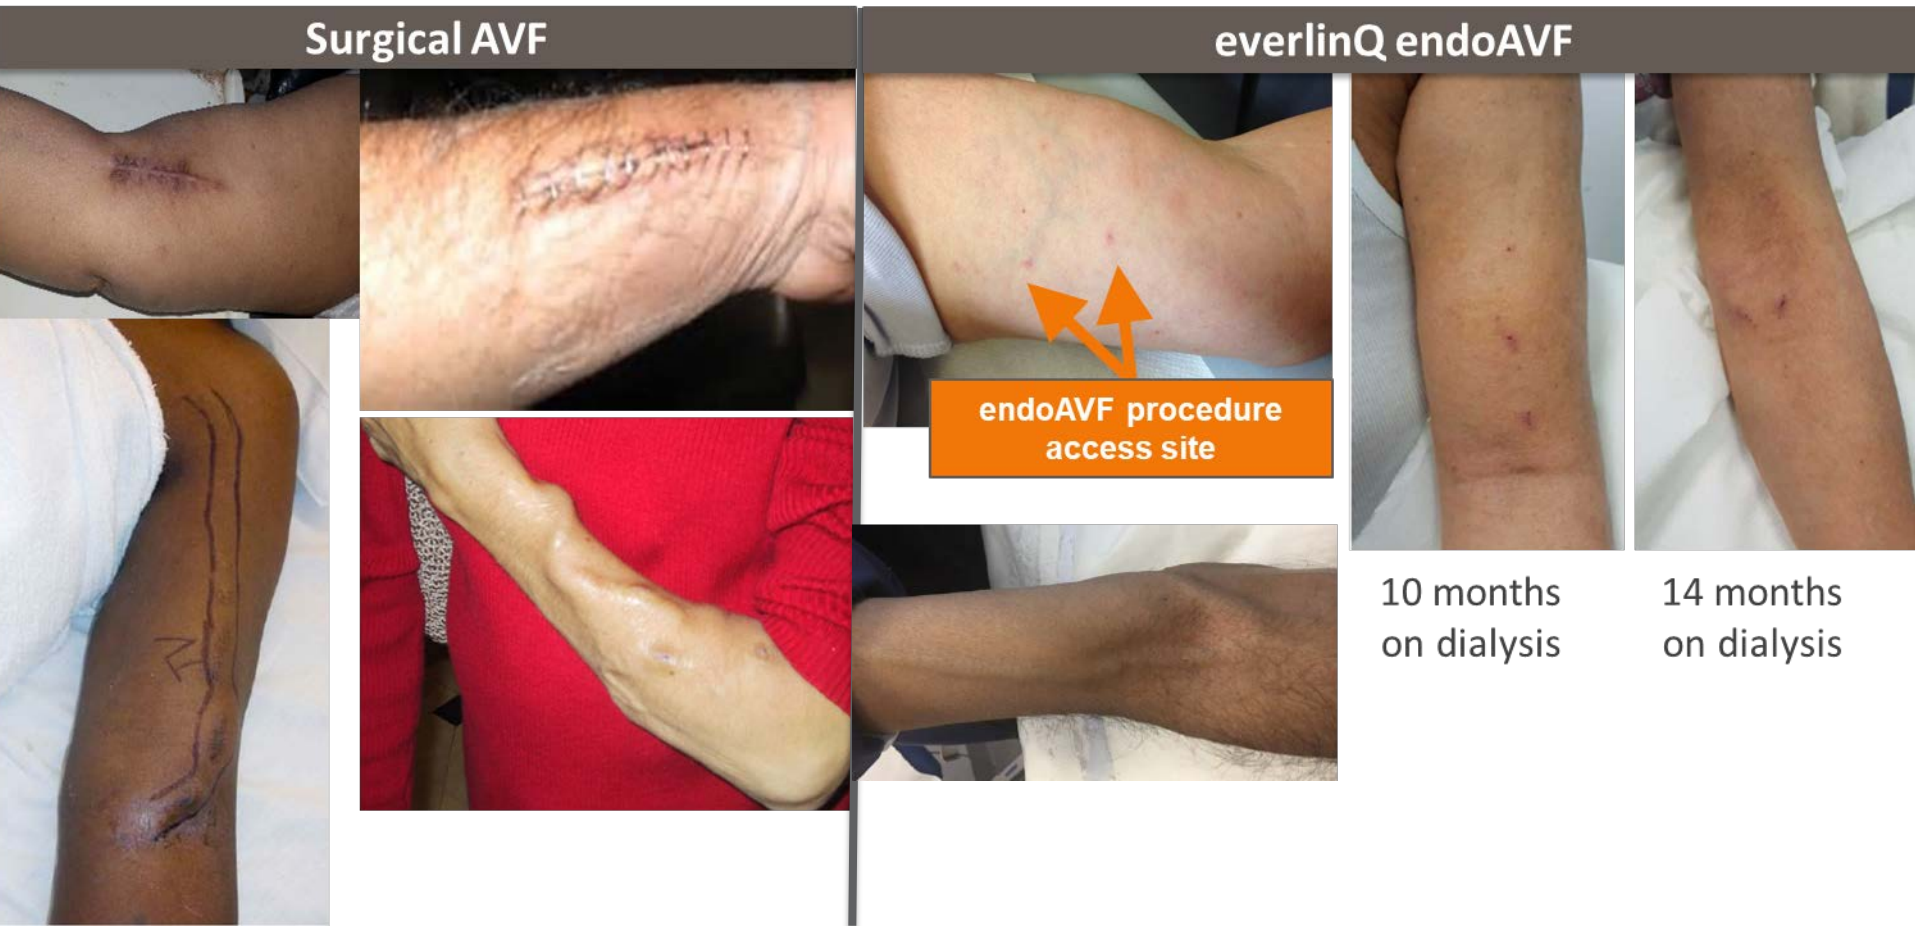 Surgical AVF
everlinQ endoAVF
endoAVF procedure
access site
10 months
on dialysis
14 months
on dialysis